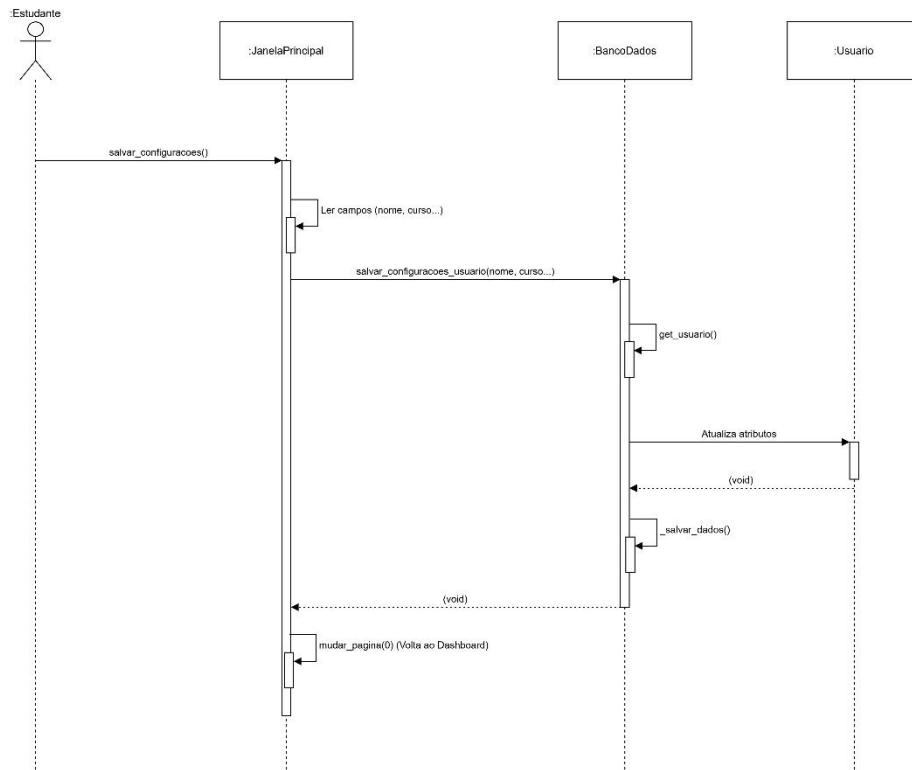 :Estudante
:JanelaPrincipal
:BancoDados
:Usuario
salvar_configuracoes()
Ler campos (nome, curso...)
salvar_configuracoes_usuario(nome, curso...)
get_usuario()
Atualiza atributos
(void)
_salvar_dados()
(void)
mudar_pagina(0) (Volta ao Dashboard)